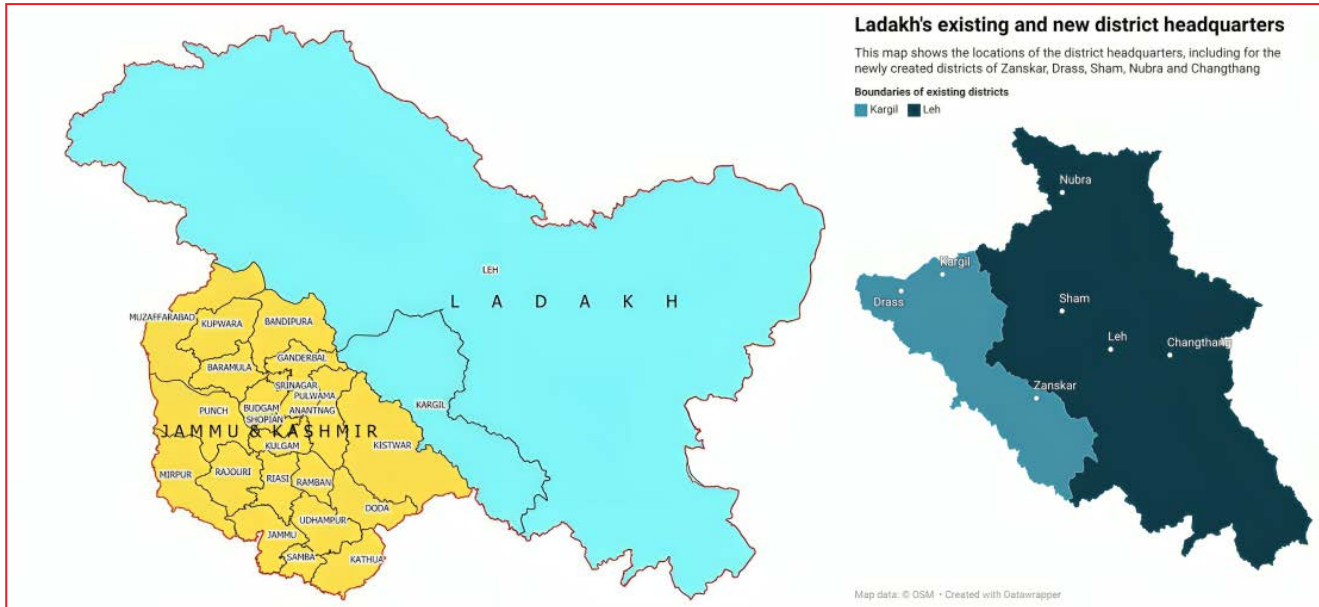 LEH
L A D A K H
MUZAFFARABAD
KUPWARA
BANDIPURA
GANDERBAL
BARAMULA
SRINAGAR
PULWAMA
PUNCH
BUDGAM
ANANTNAG
SHOPIAN
KARGIL
JAMMU & KASHMIR
KULGAM
KISTWAR
MIRPUR
RAJOURI
RIASI
RAMBAN
DODA
UDHAMPUR
JAMMU
SAMBA
KATHUA
Ladakh's existing and new district headquarters
This map shows the locations of the district headquarters, including for the
newly created districts of Zanskar, Drass, Sham, Nubra and Changthang
Boundaries of existing districts
Kargil Leh
Nubra
Kargil
Drass
Sham
Leh
Changthang
Zanskar
Map data: © OSM • Created with Datawrapper